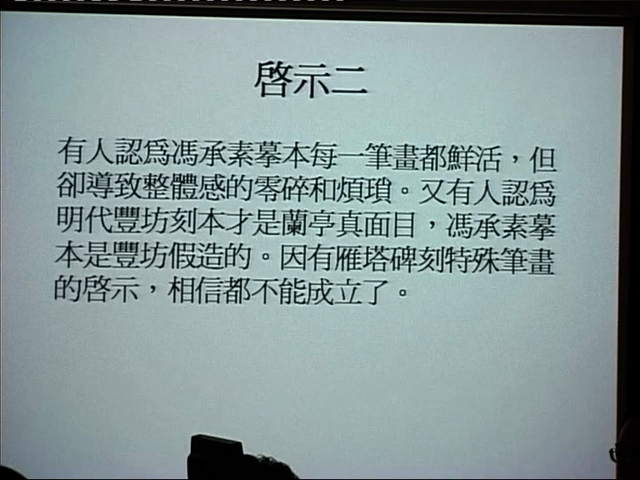 啓示二
有人認爲馮承素摹本每一筆畫都鮮活，但
卻導致整體感的零碎和煩瑣。又有人認爲
明代豐坊刻本才是蘭亭真面目，馮承素摹
本是豐坊假造的。因有雁塔碑刻特殊筆畫
的啓示，相信都不能成立了。